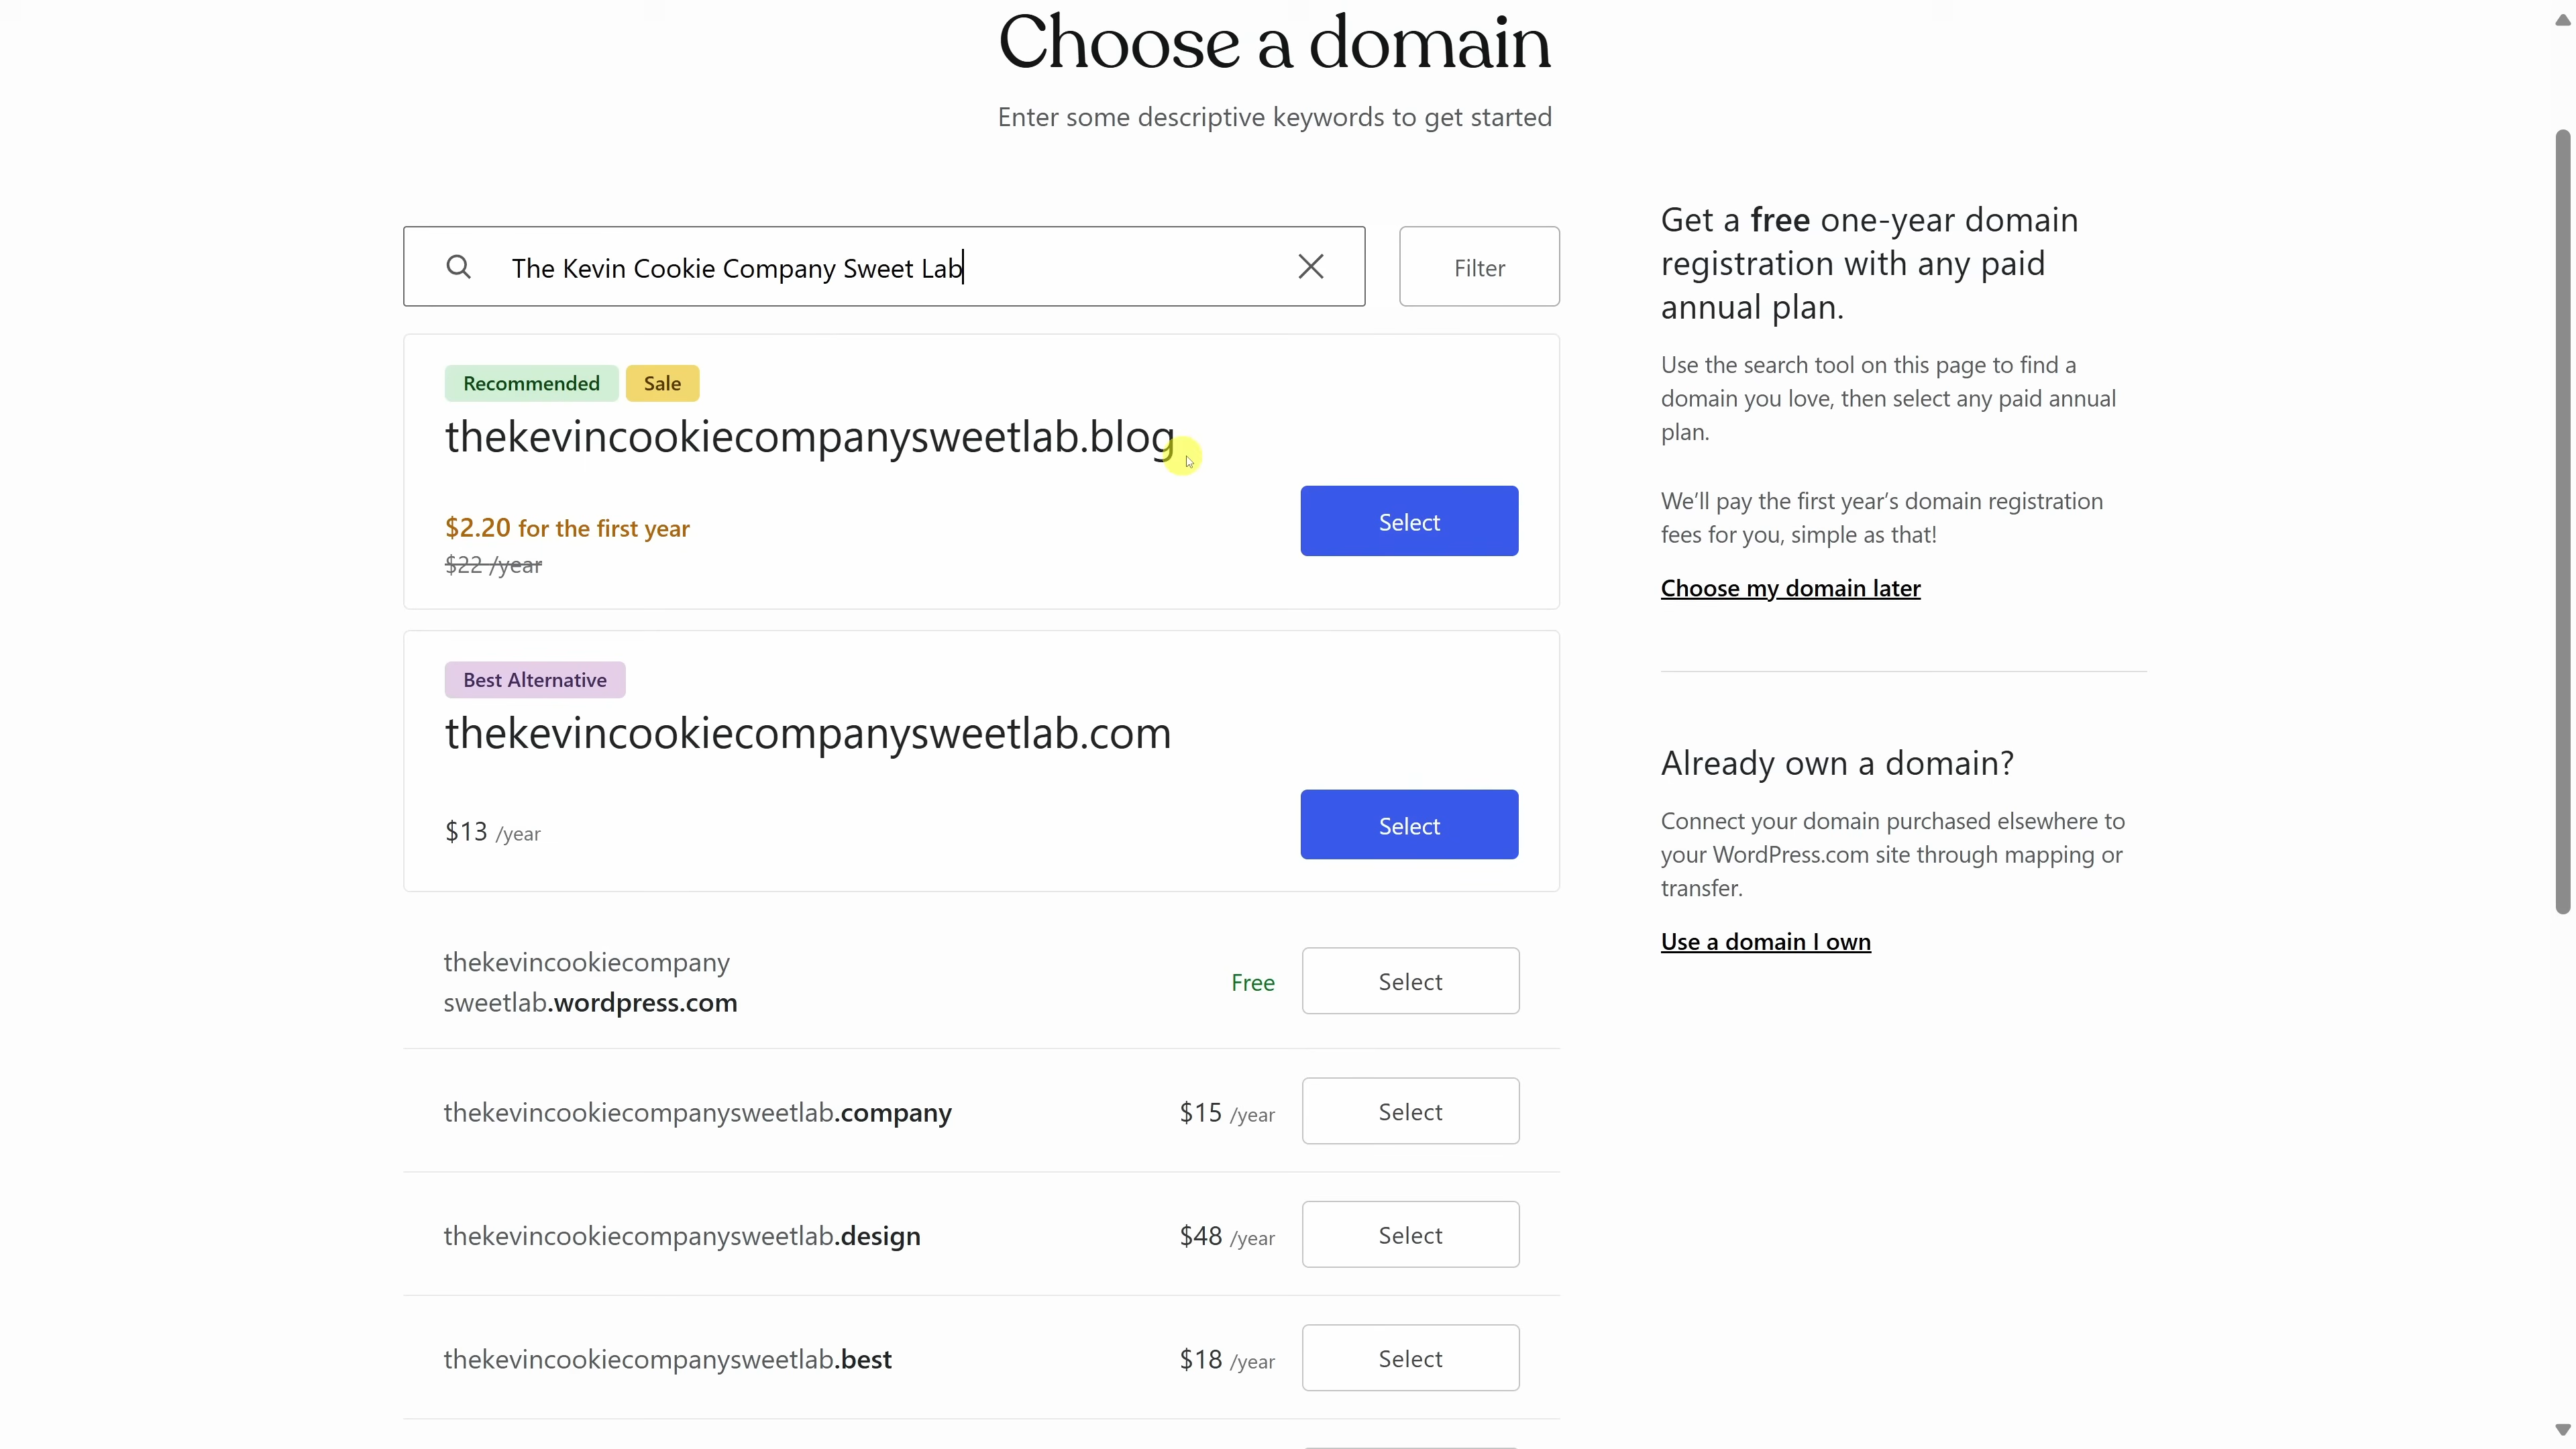 Choose a domain
Enter some descriptive keywords to get started
The Kevin Cookie Company Sweet Lab
Filter
Recommended
Sale
thekevincookiecompanysweetlab.blog
$2.20 for the first year
$22 /year
Select
Best Alternative
thekevincookiecompanysweetlab.com
$13 /year
Select
thekevincookiecompany
sweetlab.wordpress.com
Free
Select
thekevincookiecompanysweetlab.company
$15 /year
Select
thekevincookiecompanysweetlab.design
$48 /year
Select
thekevincookiecompanysweetlab.best
$18 /year
Select
Get a free one-year domain
registration with any paid
annual plan.
Use the search tool on this page to find a
domain you love, then select any paid annual
plan.
We’ll pay the first year’s domain registration
fees for you, simple as that!
Choose my domain later
Already own a domain?
Connect your domain purchased elsewhere to
your WordPress.com site through mapping or
transfer.
Use a domain I own